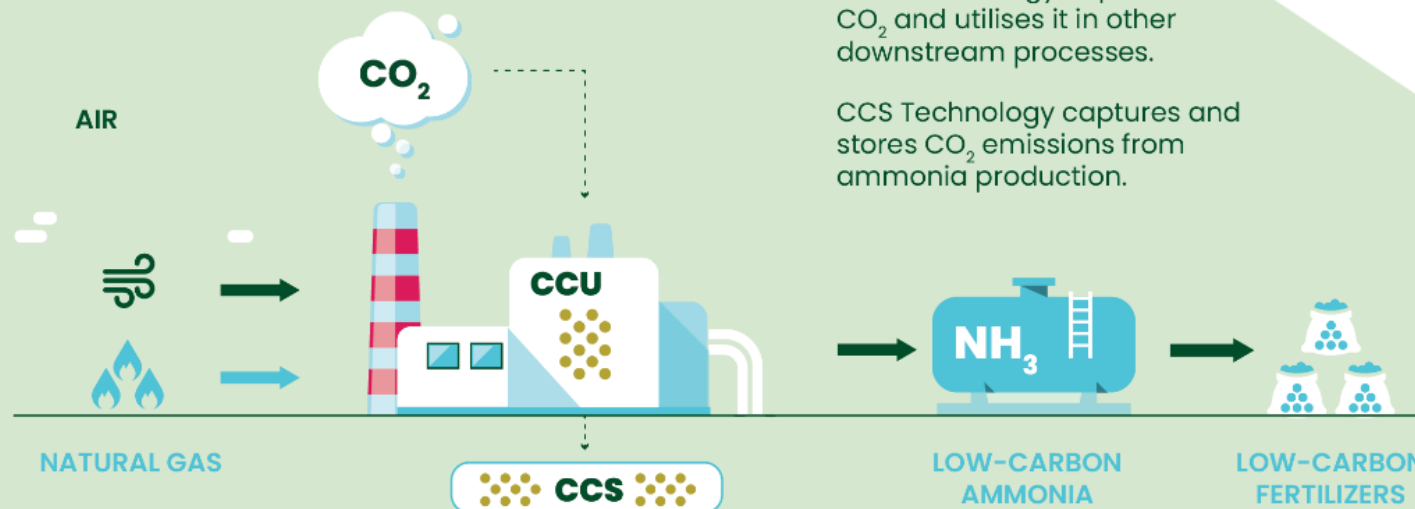 CO₂ and utilises it in other
downstream processes.
CCS Technology captures and
stores CO₂ emissions from
ammonia production.
CO₂
AIR
CCU
NH₃
NATURAL GAS
CCS
LOW-CARBON
AMMONIA
LOW-CARBON
FERTILIZERS